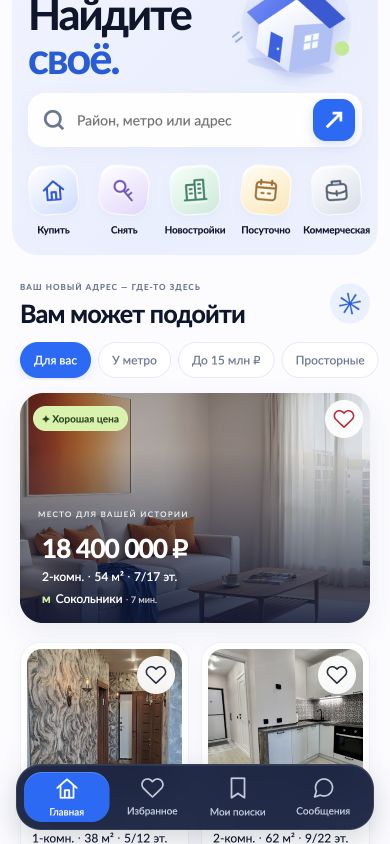 Найдите
своё.
Район, метро или адрес
Купить
Снять
Новостройки
Посуточно
Коммерческая
ВАШ НОВЫЙ АДРЕС — ГДЕ-ТО ЗДЕСЬ
Вам может подойти
Для вас
У метро
До 15 млн ₽
Просторные
✦ Хорошая цена
МЕСТО ДЛЯ ВАШЕЙ ИСТОРИИ
18 400 000 ₽
2-комн. · 54 м² · 7/17 эт.
м Сокольники · 7 мин.
Главная
Избранное
Мои поиски
Сообщения
1-комн. · 38 м² · 5/12 эт.
2-комн. · 62 м² · 9/22 эт.